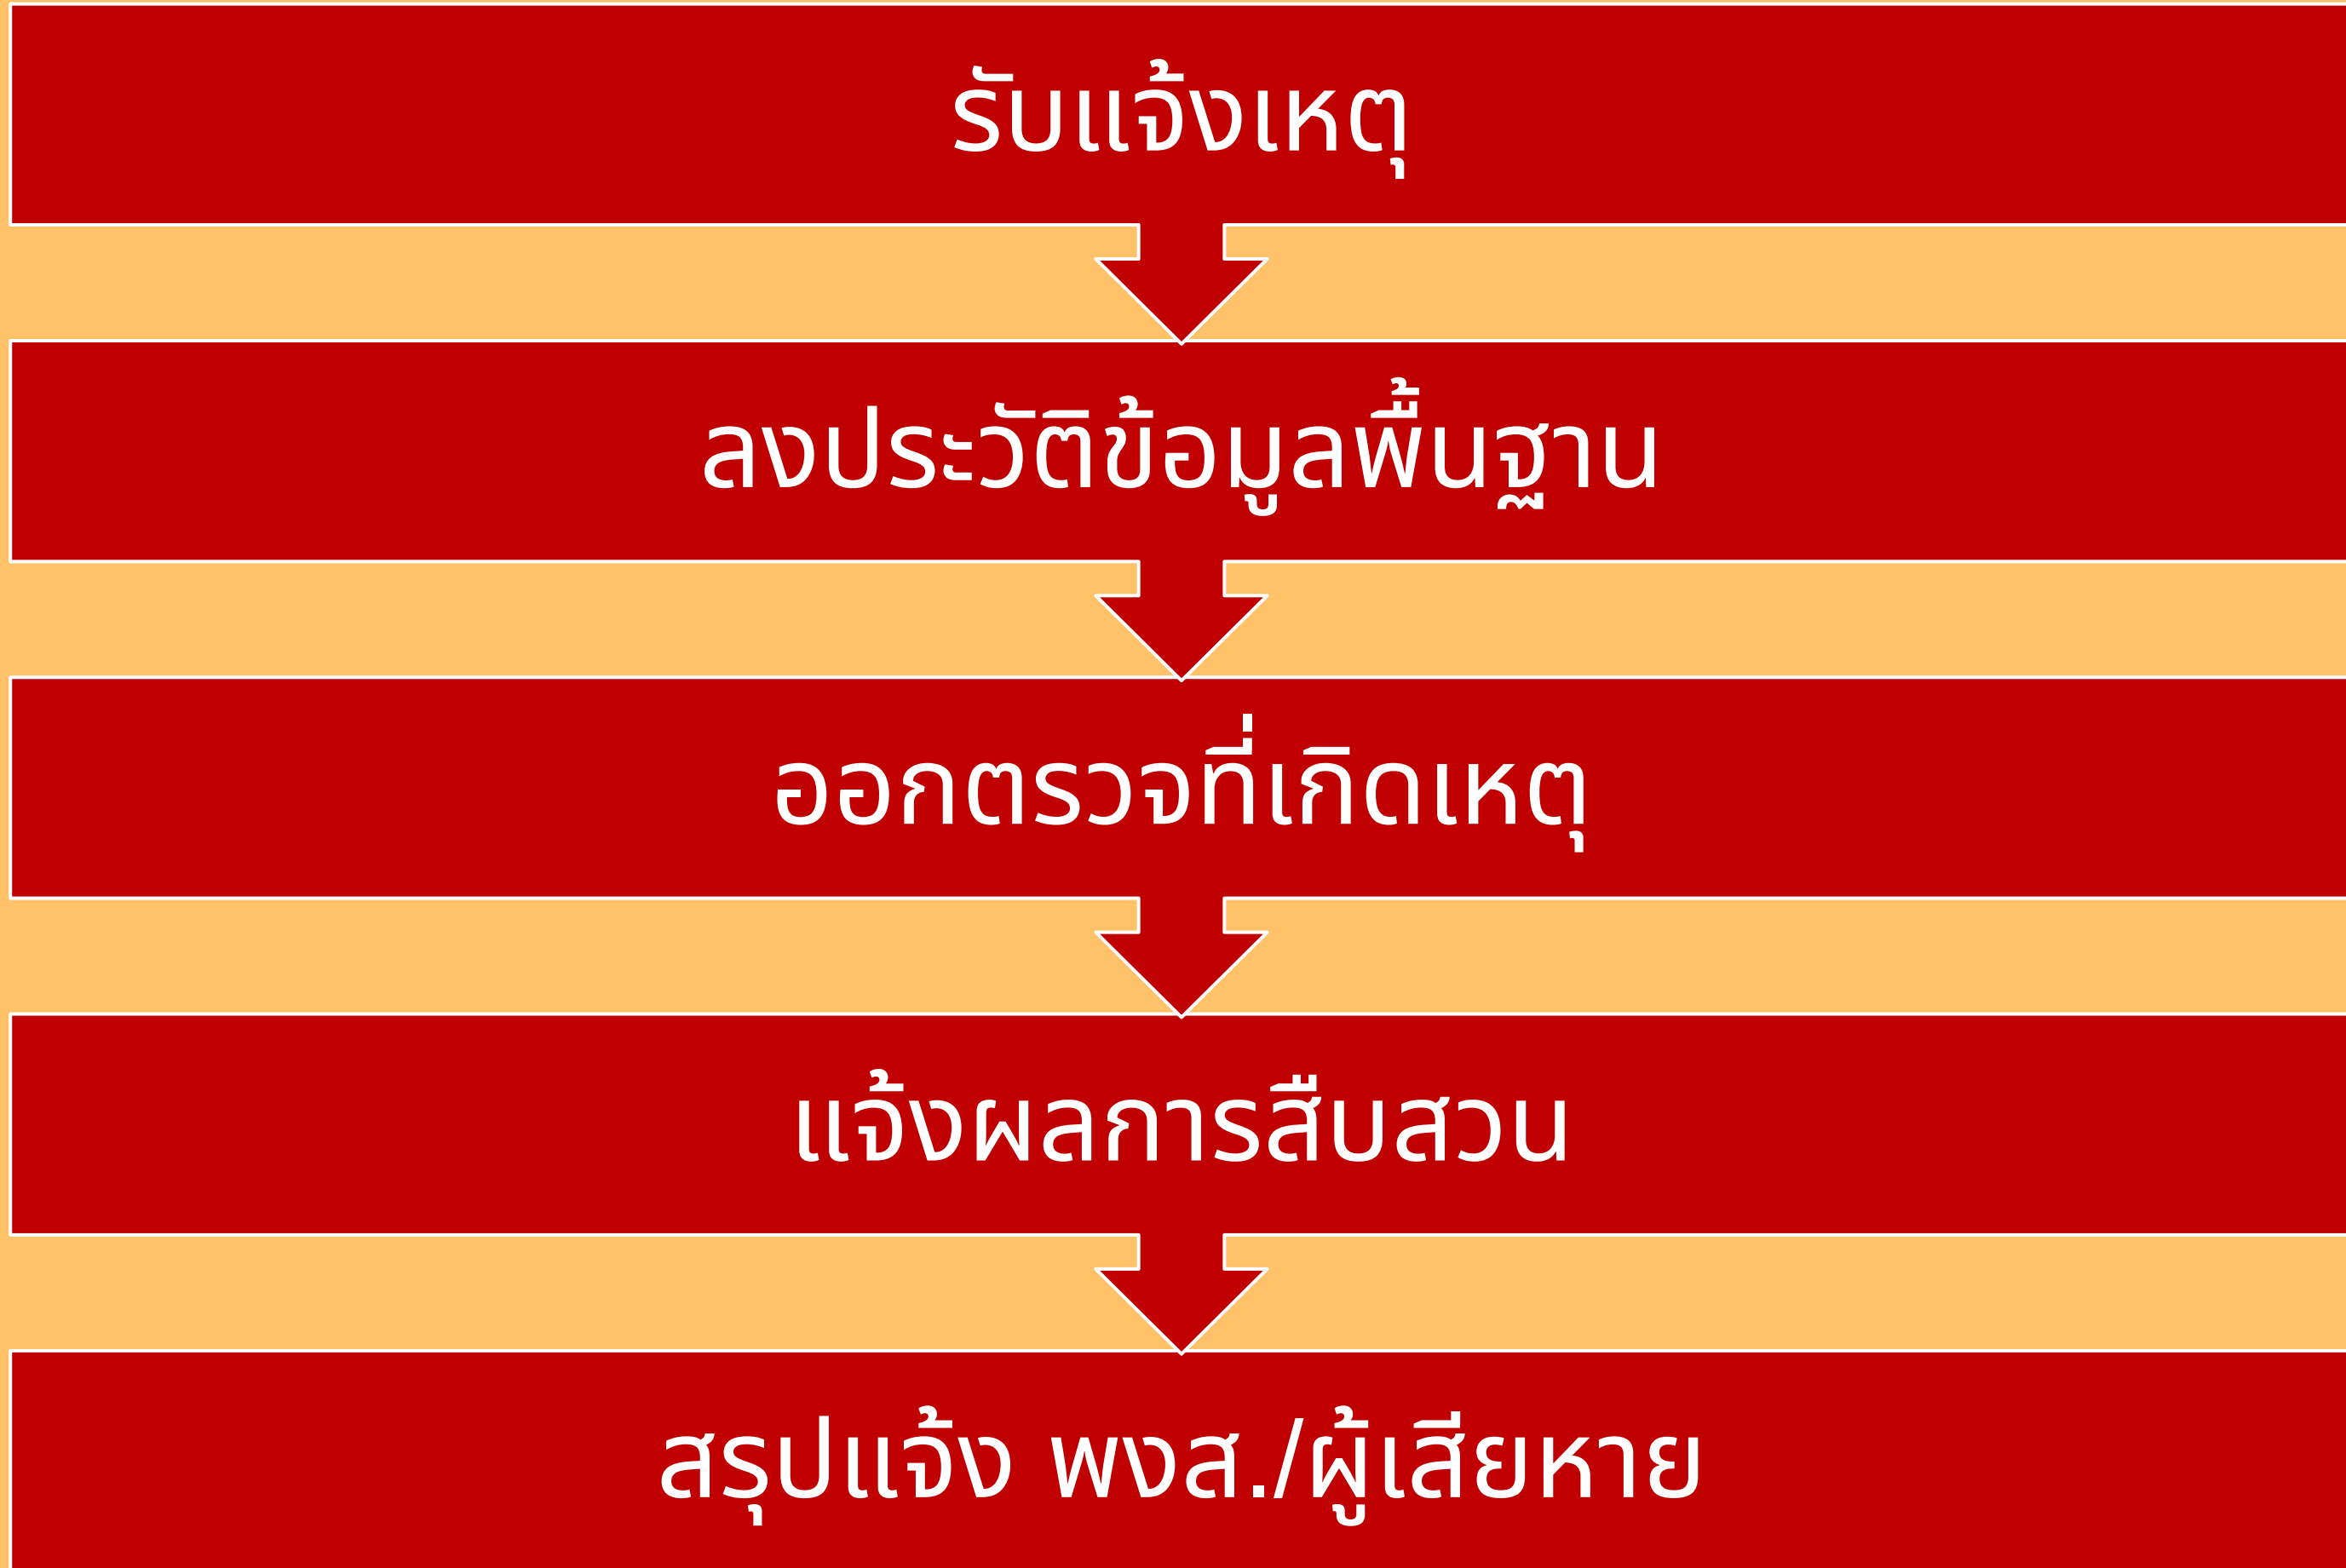 รับแจ้งเหตุ
ลงประวัติข้อมูลพื้นฐาน
ออกตรวจที่เกิดเหตุ
แจ้งผลการสืบสวน
สรุปแจ้ง พงส./ผู้เสียหาย